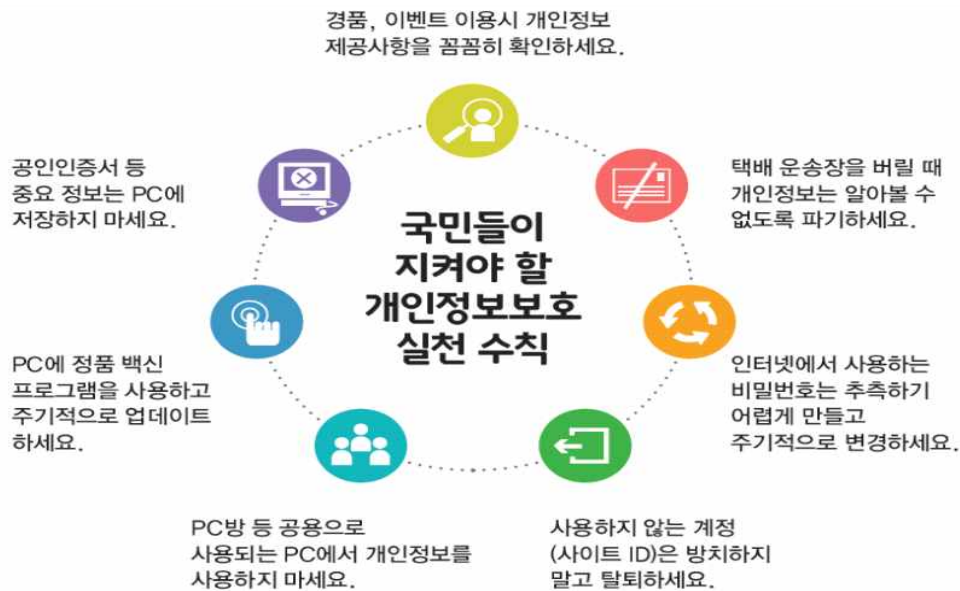 경품, 이벤트 이용시 개인정보
제공사항을 꼼꼼히 확인하세요.
공인인증서 등
중요 정보는 PC에
저장하지 마세요.
택배 운송장을 버릴 때
개인정보는 알아볼 수
없도록 파기하세요.
국민들이
지켜야 할
개인정보보호
실천 수칙
PC에 정품 백신
프로그램을 사용하고
주기적으로 업데이트
하세요.
인터넷에서 사용하는
비밀번호는 추측하기
어렵게 만들고
주기적으로 변경하세요.
PC방 등 공용으로
사용되는 PC에서 개인정보를
사용하지 마세요.
사용하지 않는 계정
(사이트 ID)은 방치하지
말고 탈퇴하세요.